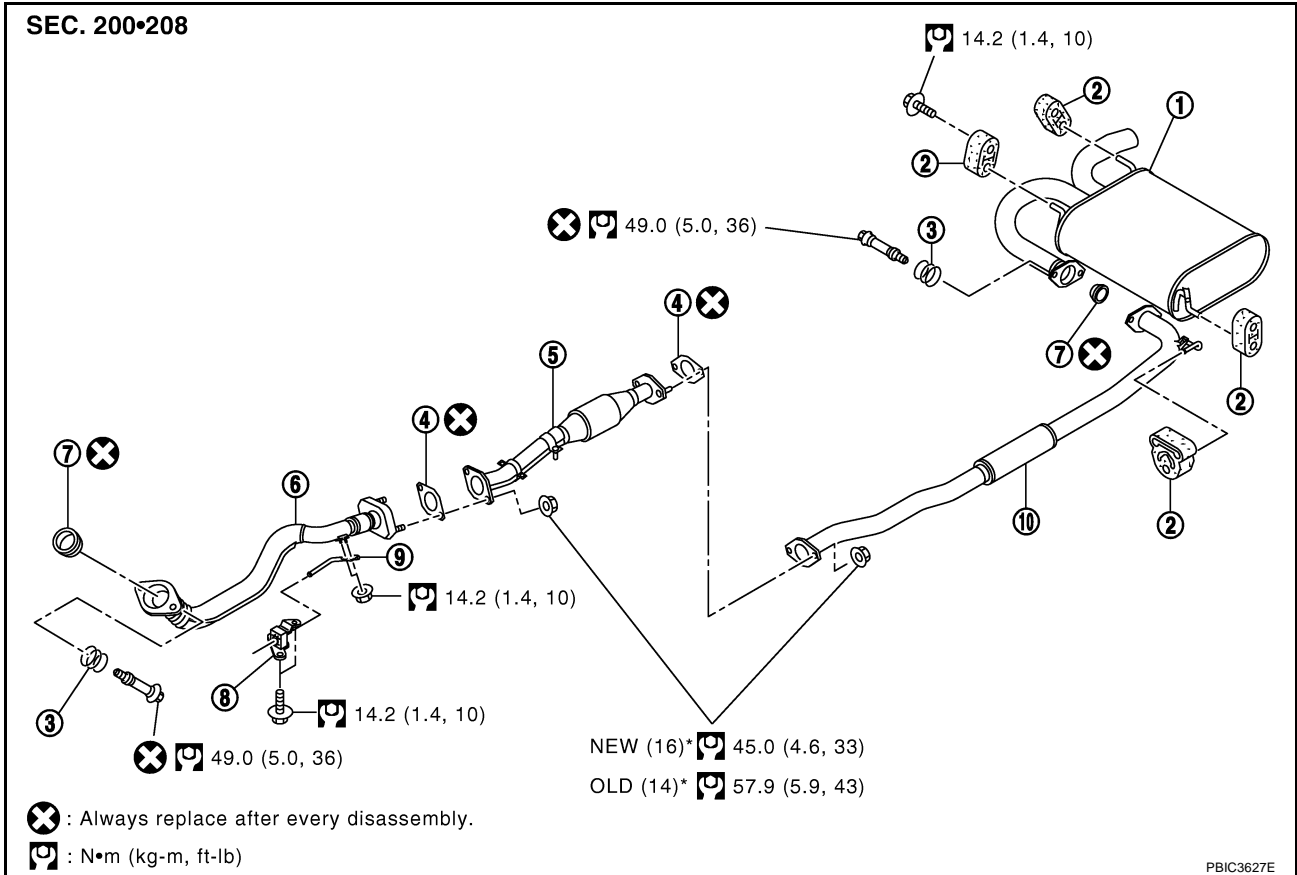 SEC. 200•208
14.2 (1.4, 10)
2
1
2
49.0 (5.0, 36)
3
4
7
5
2
4
7
6
2
10
9
14.2 (1.4, 10)
8
3
14.2 (1.4, 10)
49.0 (5.0, 36)
NEW (16)* 45.0 (4.6, 33)
OLD (14)* 57.9 (5.9, 43)
: Always replace after every disassembly.
: N•m (kg-m, ft-lb)
PBIC3627E